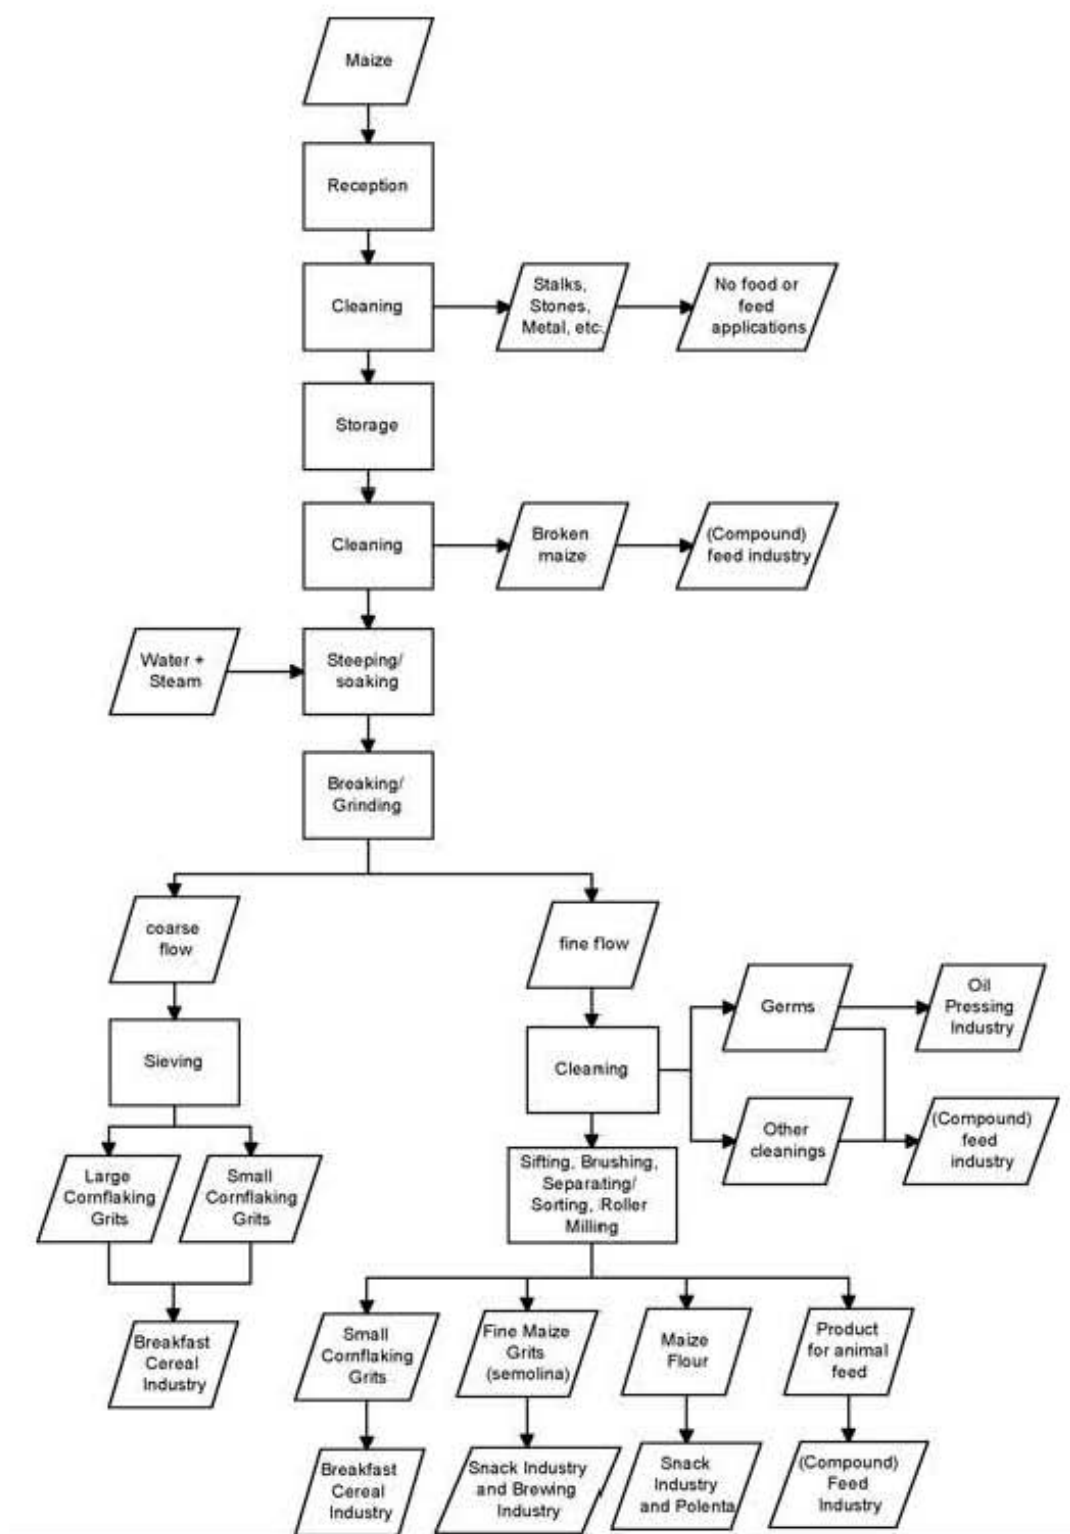 Maize
Reception
Cleaning
Stalks,
Stones,
Metal, etc.
No food or
feed
applications
Storage
Cleaning
Broken
maize
(Compound)
feed industry
Water +
Steam
Steeping/
soaking
Breaking/
Grinding
coarse
flow
fine flow
Sieving
Cleaning
Germs
Oil
Pressing
Industry
Other
cleanings
(Compound)
feed
industry
Large
Cornflaking
Grits
Small
Cornflaking
Grits
Sifting, Brushing,
Separating/
Sorting, Roller
Milling
Breakfast
Cereal
Industry
Small
Cornflaking
Grits
Fine Maize
Grits
(semolina)
Maize
Flour
Product
for animal
feed
Breakfast
Cereal
Industry
Snack Industry
and Brewing
Industry
Snack
Industry
and Polenta
(Compound)
Feed
Industry